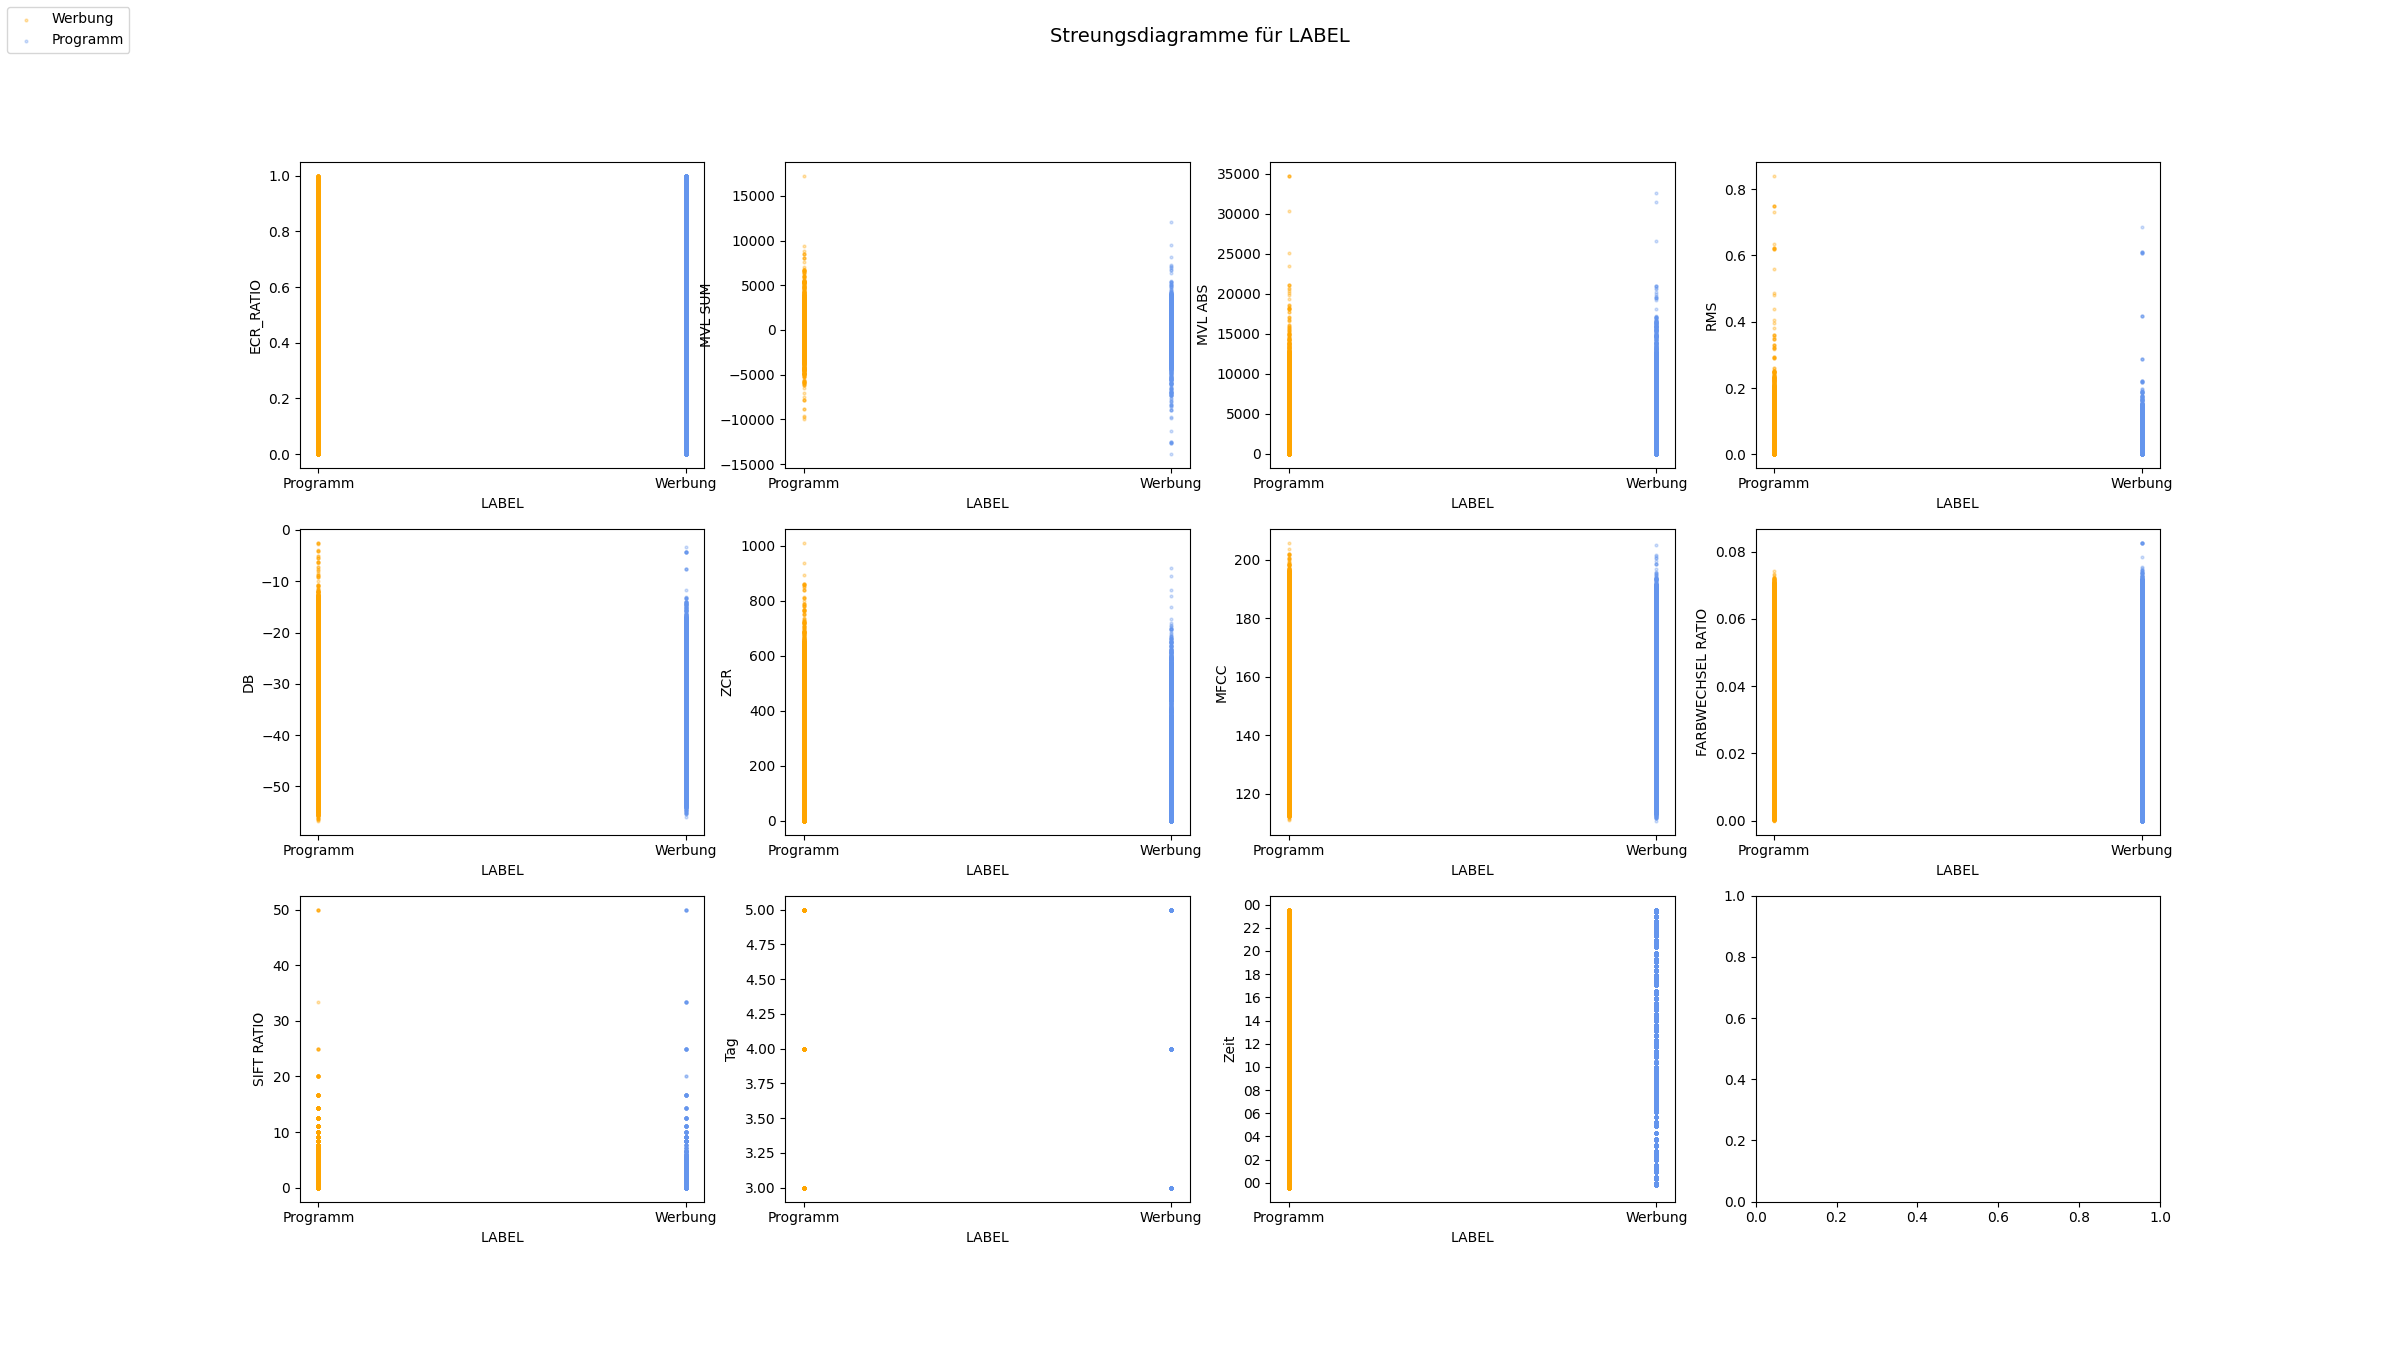 Werbung
Programm
Streungsdiagramme für LABEL
ECR_RATIO
1.0
0.8
0.6
0.4
0.2
0.0
Programm
Werbung
LABEL
MVL SUM
15000
10000
5000
0
−5000
−10000
−15000
Programm
Werbung
LABEL
MVL ABS
35000
30000
25000
20000
15000
10000
5000
0
Programm
Werbung
LABEL
RMS
0.8
0.6
0.4
0.2
0.0
Programm
Werbung
LABEL
DB
0
−10
−20
−30
−40
−50
Programm
Werbung
LABEL
ZCR
1000
800
600
400
200
0
Programm
Werbung
LABEL
MFCC
200
180
160
140
120
Programm
Werbung
LABEL
FARBWECHSEL RATIO
0.08
0.06
0.04
0.02
0.00
Programm
Werbung
LABEL
SIFT RATIO
50
40
30
20
10
0
Programm
Werbung
LABEL
Tag
5.00
4.75
4.50
4.25
4.00
3.75
3.50
3.25
3.00
Programm
Werbung
LABEL
Zeit
00
22
20
18
16
14
12
10
08
06
04
02
00
Programm
Werbung
LABEL
1.0
0.8
0.6
0.4
0.2
0.0
0.0 0.2 0.4 0.6 0.8 1.0